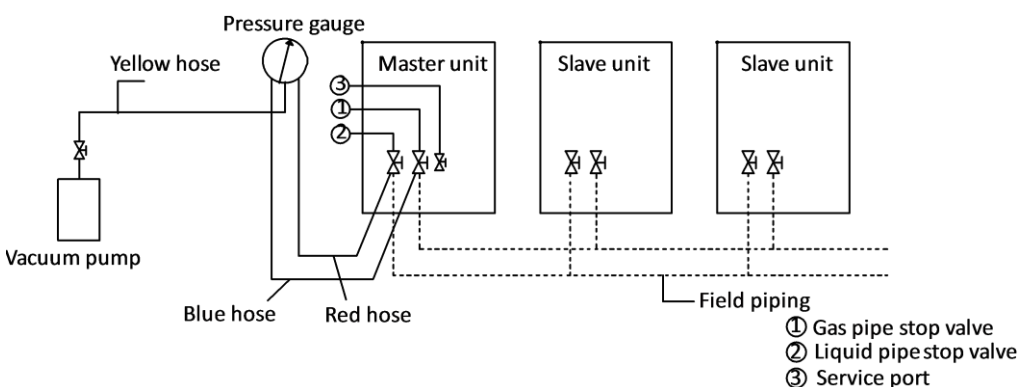 Pressure gauge
Yellow hose
Master unit
Slave unit
Slave unit
③
①
②
Vacuum pump
Blue hose
Red hose
Field piping
① Gas pipe stop valve
② Liquid pipe stop valve
③ Service port